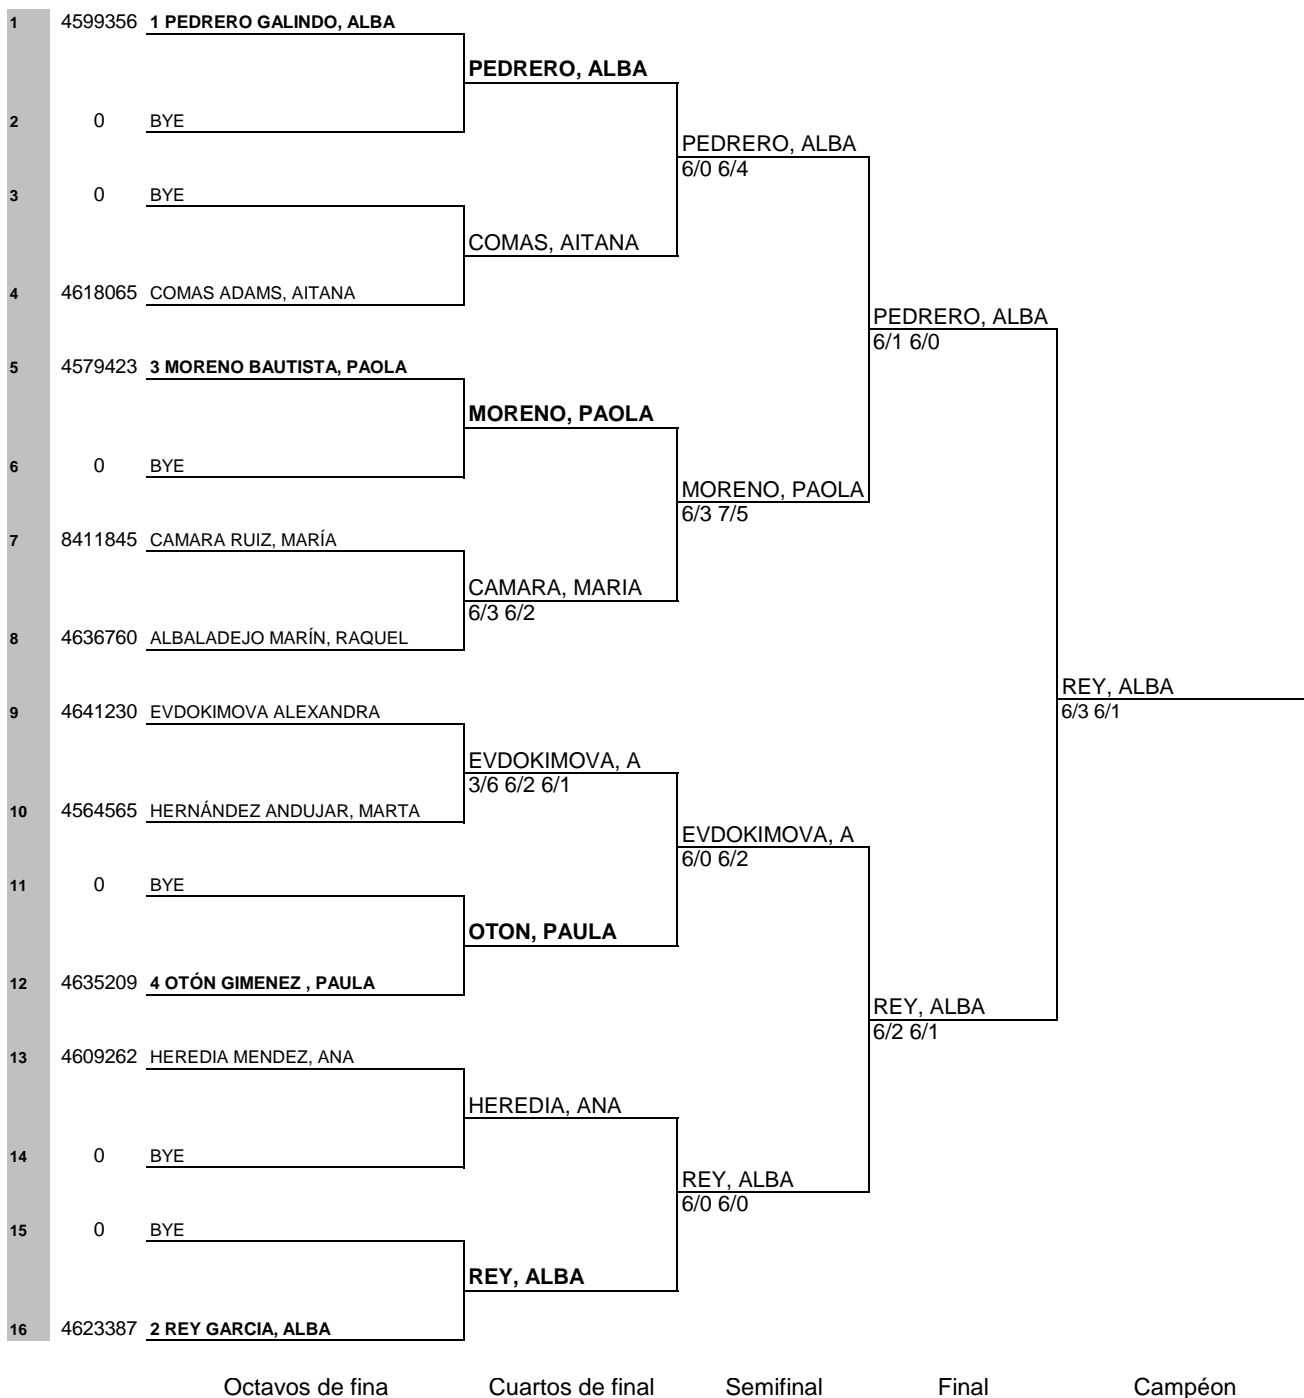 1 4599356 1 PEDRERO GALINDO, ALBA
PEDRERO, ALBA
2 0 BYE
PEDRERO, ALBA
6/0 6/4
3 0 BYE
COMAS, AITANA
4 4618065 COMAS ADAMS, AITANA
PEDRERO, ALBA
6/1 6/0
5 4579423 3 MORENO BAUTISTA, PAOLA
MORENO, PAOLA
6 0 BYE
MORENO, PAOLA
6/3 7/5
7 8411845 CAMARA RUIZ, MARÍA
CAMARA, MARIA
6/3 6/2
8 4636760 ALBALADEJO MARÍN, RAQUEL
REY, ALBA
6/3 6/1
9 4641230 EVDOKIMOVA ALEXANDRA
EVDOKIMOVA, A
3/6 6/2 6/1
10 4564565 HERNÁNDEZ ANDUJAR, MARTA
EVDOKIMOVA, A
6/0 6/2
11 0 BYE
OTON, PAULA
12 4635209 4 OTÓN GIMENEZ , PAULA
REY, ALBA
6/2 6/1
13 4609262 HEREDIA MENDEZ, ANA
HEREDIA, ANA
14 0 BYE
REY, ALBA
6/0 6/0
15 0 BYE
REY, ALBA
16 4623387 2 REY GARCIA, ALBA
Octavos de fina Cuartos de final Semifinal Final Campéon